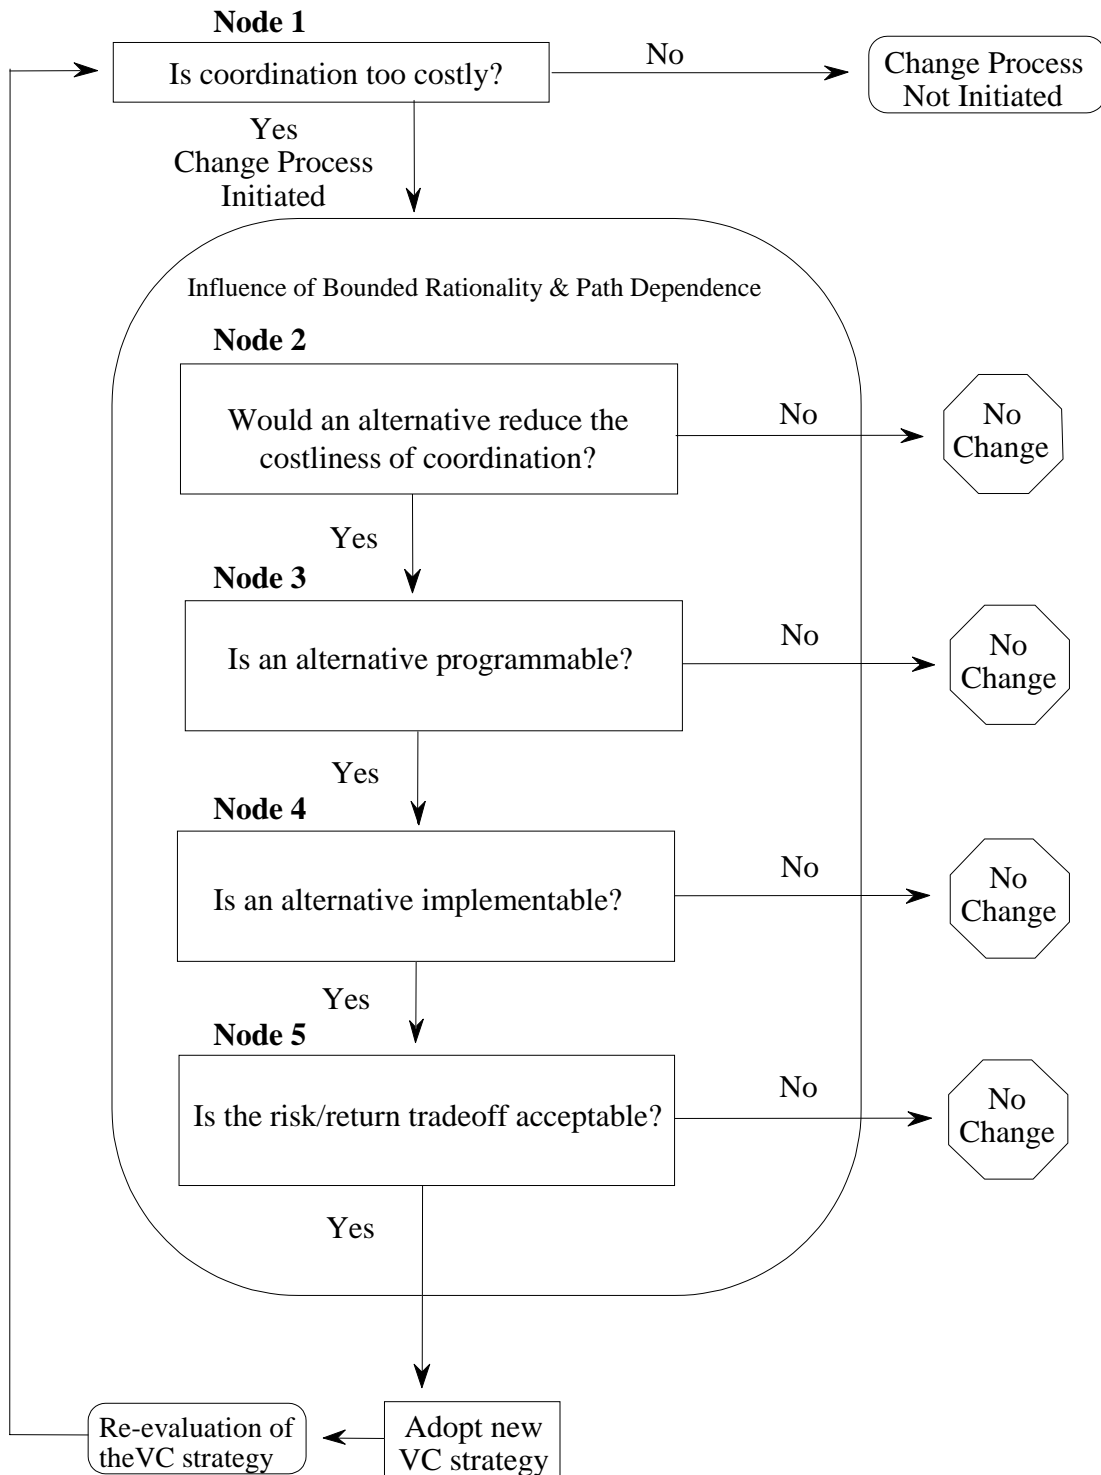 Node 1
Is coordination too costly?
No
Change Process
Not Initiated
Yes
Change Process
Initiated
Influence of Bounded Rationality & Path Dependence
Node 2
Would an alternative reduce the
costliness of coordination?
No
No
Change
Yes
Node 3
Is an alternative programmable?
No
No
Change
Yes
Node 4
Is an alternative implementable?
No
No
Change
Yes
Node 5
Is the risk/return tradeoff acceptable?
No
No
Change
Yes
Re-evaluation of
theVC strategy
Adopt new
VC strategy